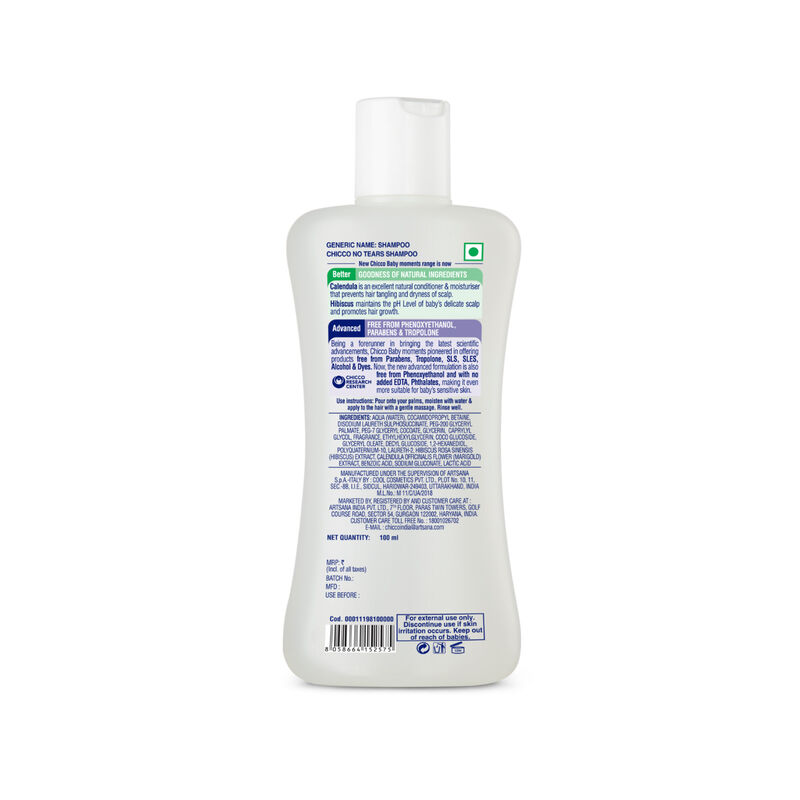 GENERIC NAME: SHAMPOO
CHICCO NO TEARS SHAMPOO
New Chicco Baby moments range is now
Better GOODNESS OF NATURAL INGREDIENTS
Calendula is an excellent natural conditioner & moisturiser
that prevents hair tangling and dryness of scalp.
Hibiscus maintains the pH Level of baby's delicate scalp
and promotes hair growth.
Advanced FREE FROM PHENOXYETHANOL,
PARABENS & TROPOLONE
Being a forerunner in bringing the latest scientific
advancements, Chicco Baby moments pioneered in offering
products free from Parabens, Tropolone, SLS, SLES,
Alcohol & Dyes. Now, the new advanced formulation is also
free from Phenoxyethanol and with no
added EDTA, Phthalates, making it even
more suitable for baby's sensitive skin.
CHICCO
RESEARCH
CENTER
Use instructions: Pour onto your palms, moisten with water &
apply to the hair with a gentle massage. Rinse well.
INGREDIENTS: AQUA (WATER), COCAMIDOPROPYL BETAINE,
DISODIUM LAURETH SULPHOSUCCINATE, PEG-200 GLYCERYL
PALMATE, PEG-7 GLYCERYL COCOATE, GLYCERIN, CAPRYLYL
GLYCOL, FRAGRANCE, ETHYLHEXYLGLYCERIN, COCO GLUCOSIDE,
GLYCERYL OLEATE, DECYL GLUCOSIDE, 1,2-HEXANEDIOL,
POLYQUATERNIUM-10, LAURETH-2, HIBISCUS ROSA SINENSIS
(HIBISCUS) EXTRACT, CALENDULA OFFICINALIS FLOWER (MARIGOLD)
EXTRACT, BENZOIC ACID, SODIUM GLUCONATE, LACTIC ACID
MANUFACTURED UNDER THE SUPERVISION OF ARTSANA
S.p.A.-ITALY BY : COOL COSMETICS PVT. LTD., PLOT No. 10, 11,
SEC.-8B, I.I.E., SIDCUL, HARIDWAR-249403, UTTARAKHAND, INDIA
M.L.No.: M 11/C/UA/2018
MARKETED BY, REGISTERED BY AND CUSTOMER CARE AT :
ARTSANA INDIA PVT. LTD., 7TH FLOOR, PARAS TWIN TOWERS, GOLF
COURSE ROAD, SECTOR 54, GURGAON 122002, HARYANA, INDIA.
CUSTOMER CARE TOLL FREE No.: 18001026702
E-MAIL : chiccoindia@artsana.com
NET QUANTITY: 100 ml
MRP: ₹
(Incl. of all taxes)
BATCH No.:
MFD :
USE BEFORE :
Cod. 00011198100000
8 058664 152575
For external use only.
Discontinue use if skin
irritation occurs. Keep out
of reach of babies.